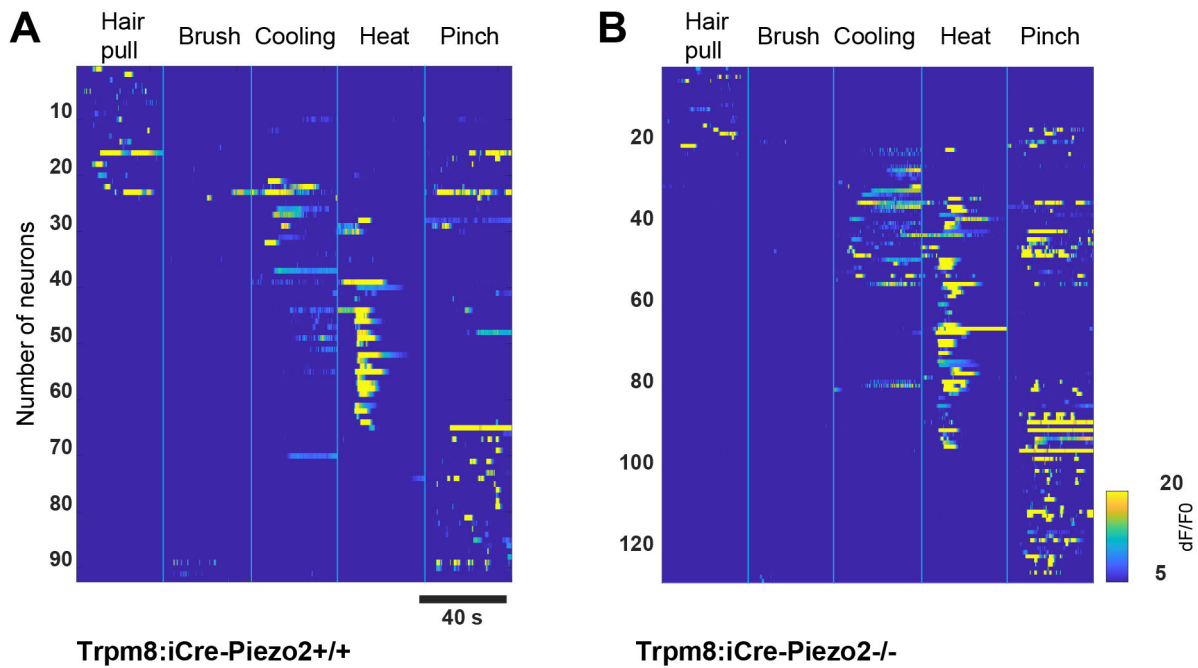 A
Hair pull
Brush
Cooling
Heat
Pinch
Number of neurons
10
20
30
40
50
60
70
80
90
40 s
Trpm8:iCre-Piezo2+/+
B
Hair pull
Brush
Cooling
Heat
Pinch
20
40
60
80
100
120
20
5
dF/F0
Trpm8:iCre-Piezo2-/-